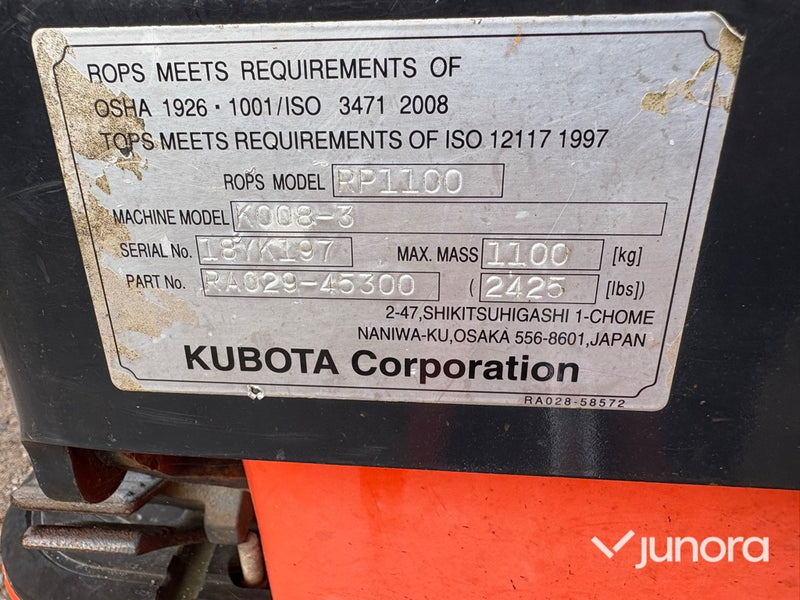 ROPS MEETS REQUIREMENTS OF
OSHA 1926・1001/ISO 3471 2008
TOPS MEETS REQUIREMENTS OF ISO 12117 1997
ROPS MODEL RP1100
MACHINE MODEL K008-3
SERIAL No. 18YK197 MAX. MASS 1100 [kg]
PART No. RA029-45300 ( 2425 [lbs])
2-47,SHIKITSUHIGASHI 1-CHOME
NANIWA-KU,OSAKA 556-8601,JAPAN
KUBOTA Corporation
RA028-58572
junora